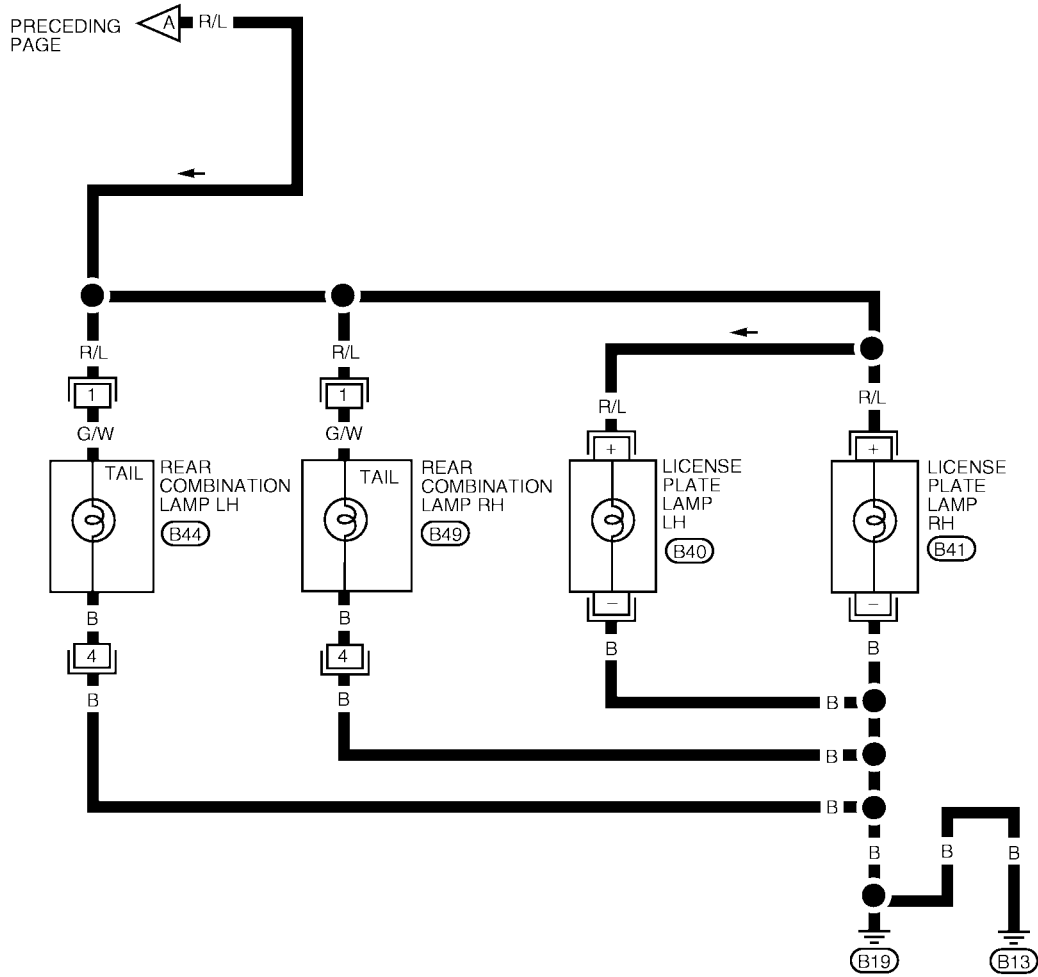 PRECEDING
PAGE
A
R/L
R/L
R/L
R/L
R/L
1
1
G/W
G/W
+
+
TAIL
REAR
COMBINATION
LAMP LH
B44
TAIL
REAR
COMBINATION
LAMP RH
B49
LICENSE
PLATE
LAMP
LH
B40
LICENSE
PLATE
LAMP
RH
B41
−
−
B
B
B
B
4
4
B
B
B
B
B
B
B
B
B19
B13